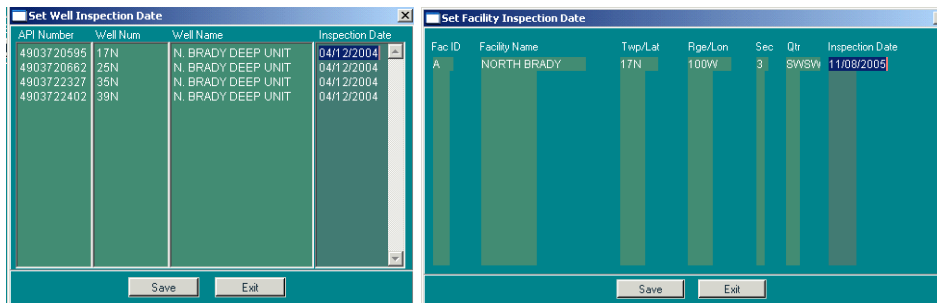 Set Well Inspection Date
API Number Well Num Well Name Inspection Date
4903720595 17N N. BRADY DEEP UNIT 04/12/2004
4903720662 25N N. BRADY DEEP UNIT 04/12/2004
4903722327 35N N. BRADY DEEP UNIT 04/12/2004
4903722402 39N N. BRADY DEEP UNIT 04/12/2004
Save Exit
Set Facility Inspection Date
Fac ID Facility Name Twp/Lat Rge/Lon Sec Qtr Inspection Date
A NORTH BRADY 17N 100W 3 SWSW 11/08/2005
Save Exit